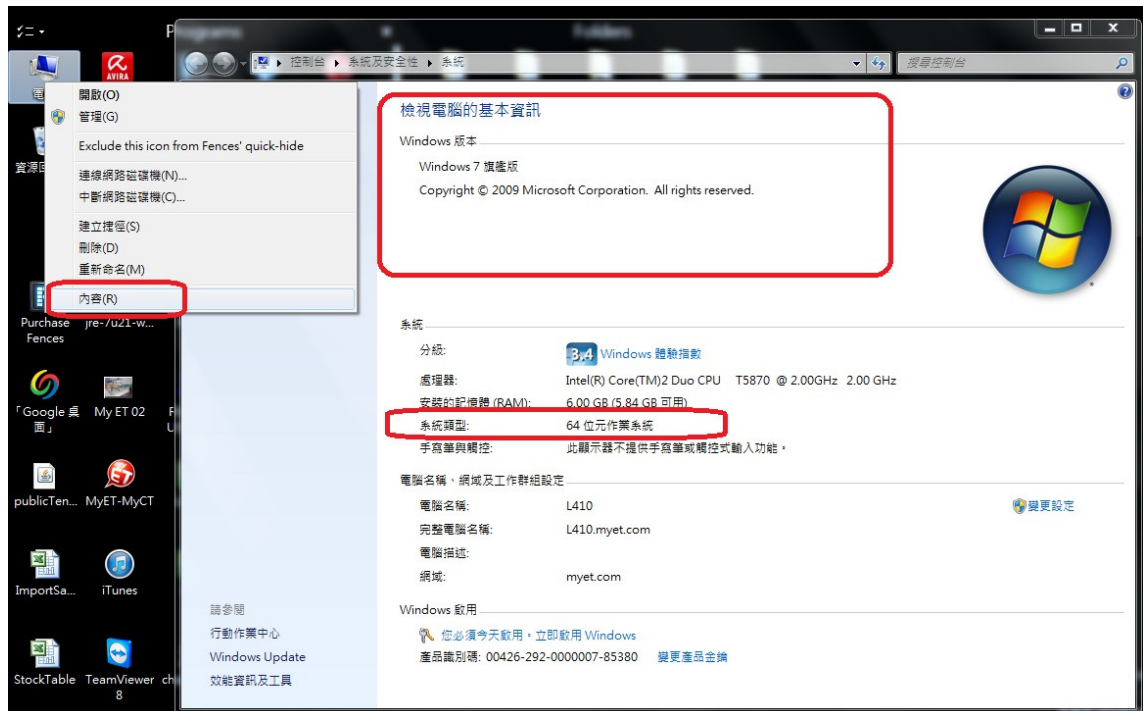 Folders
控制台 ▸ 系統及安全性 ▸ 系統
搜尋控制台
AVIRA
開啟(O)
管理(G)
Exclude this icon from Fences' quick-hide
連線網路磁碟機(N)...
中斷網路磁碟機(C)...
建立捷徑(S)
刪除(D)
重新命名(M)
內容(R)
Purchase Fences
jre-7u21-w...
「Google 桌面」
My ET 02
publicTen...
MyET-MyCT
ImportSa...
iTunes
StockTable
TeamViewer 8
檢視電腦的基本資訊
Windows 版本
Windows 7 旗艦版
Copyright © 2009 Microsoft Corporation. All rights reserved.
系統
分級:
3.4 Windows 體驗指數
處理器:
Intel(R) Core(TM)2 Duo CPU T5870 @ 2.00GHz 2.00 GHz
安裝的記憶體 (RAM):
6.00 GB (5.84 GB 可用)
系統類型:
64 位元作業系統
手寫筆與觸控:
此顯示器不提供手寫筆或觸控式輸入功能。
電腦名稱、網域及工作群組設定
電腦名稱:
L410
變更設定
完整電腦名稱:
L410.myet.com
電腦描述:
網域:
myet.com
Windows 啟用
您必須今天啟用。立即啟用 Windows
產品識別碼: 00426-292-0000007-85380 變更產品金鑰
請參閱
行動作業中心
Windows Update
效能資訊及工具